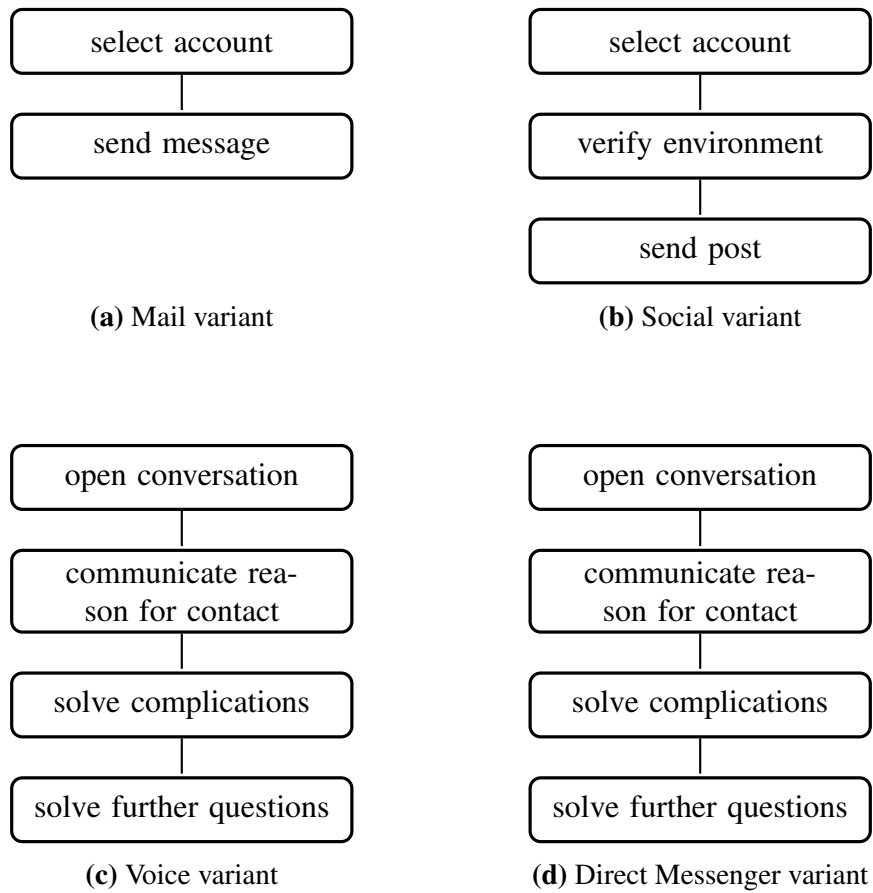 select account
send message
(a) Mail variant
select account
verify environment
send post
(b) Social variant
open conversation
communicate rea-
son for contact
solve complications
solve further questions
(c) Voice variant
open conversation
communicate rea-
son for contact
solve complications
solve further questions
(d) Direct Messenger variant